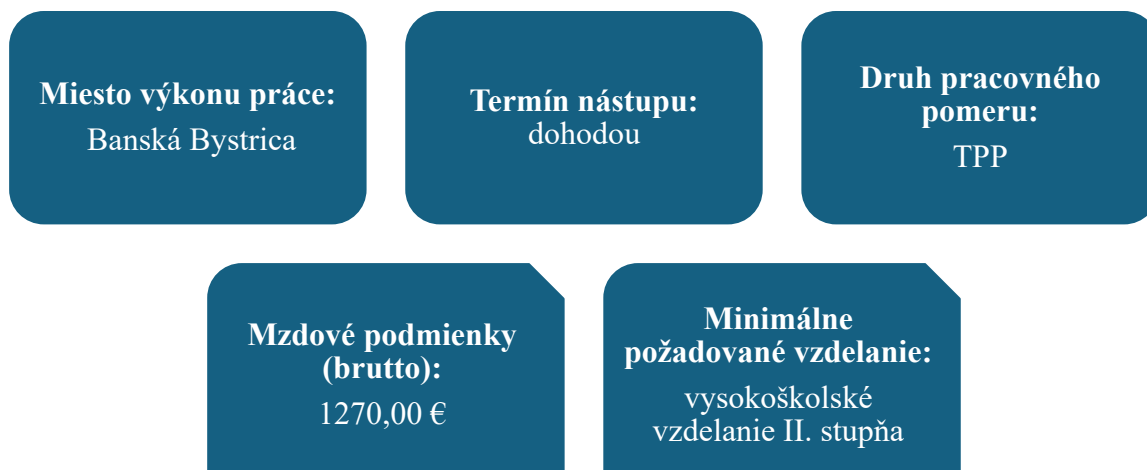 Miesto výkonu práce:
Banská Bystrica
Termín nástupu:
dohodou
Druh pracovného
pomeru:
TPP
Mzdové podmienky
(brutto):
1270,00 €
Minimálne
požadované vzdelanie:
vysokoškolské
vzdelanie II. stupňa